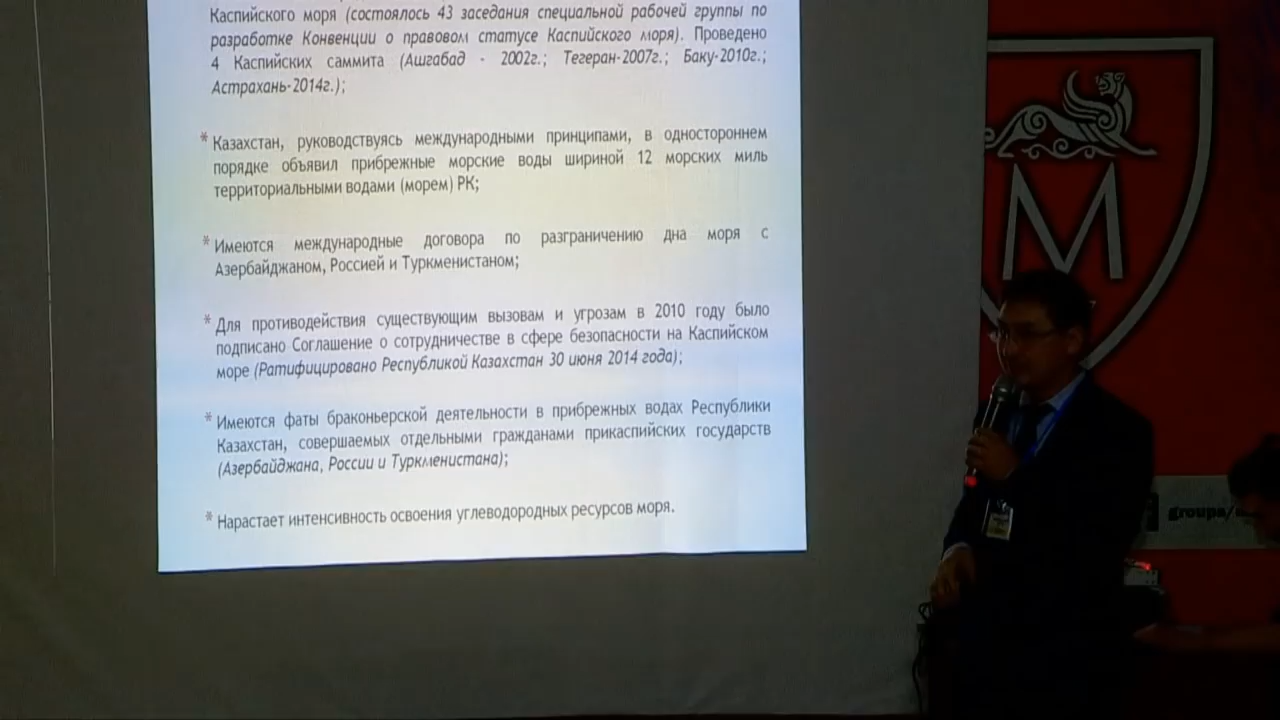 Каспийского моря (состоялось 43 заседания специальной рабочей группы по
разработке Конвенции о правовом статусе Каспийского моря). Проведено
4 Каспийских саммита (Ашгабад - 2002г.; Тегеран-2007г.; Баку-2010г.;
Астрахань-2014г.);
* Казахстан, руководствуясь международными принципами, в одностороннем
порядке объявил прибрежные морские воды шириной 12 морских миль
территориальными водами (морем) РК;
* Имеются международные договора по разграничению дна моря с
Азербайджаном, Россией и Туркменистаном;
* Для противодействия существующим вызовам и угрозам в 2010 году было
подписано Соглашение о сотрудничестве в сфере безопасности на Каспийском
море (Ратифицировано Республикой Казахстан 30 июня 2014 года);
* Имеются фаты браконьерской деятельности в прибрежных водах Республики
Казахстан, совершаемых отдельными гражданами прикаспийских государств
(Азербайджана, России и Туркменистана);
* Нарастает интенсивность освоения углеводородных ресурсов моря.
M